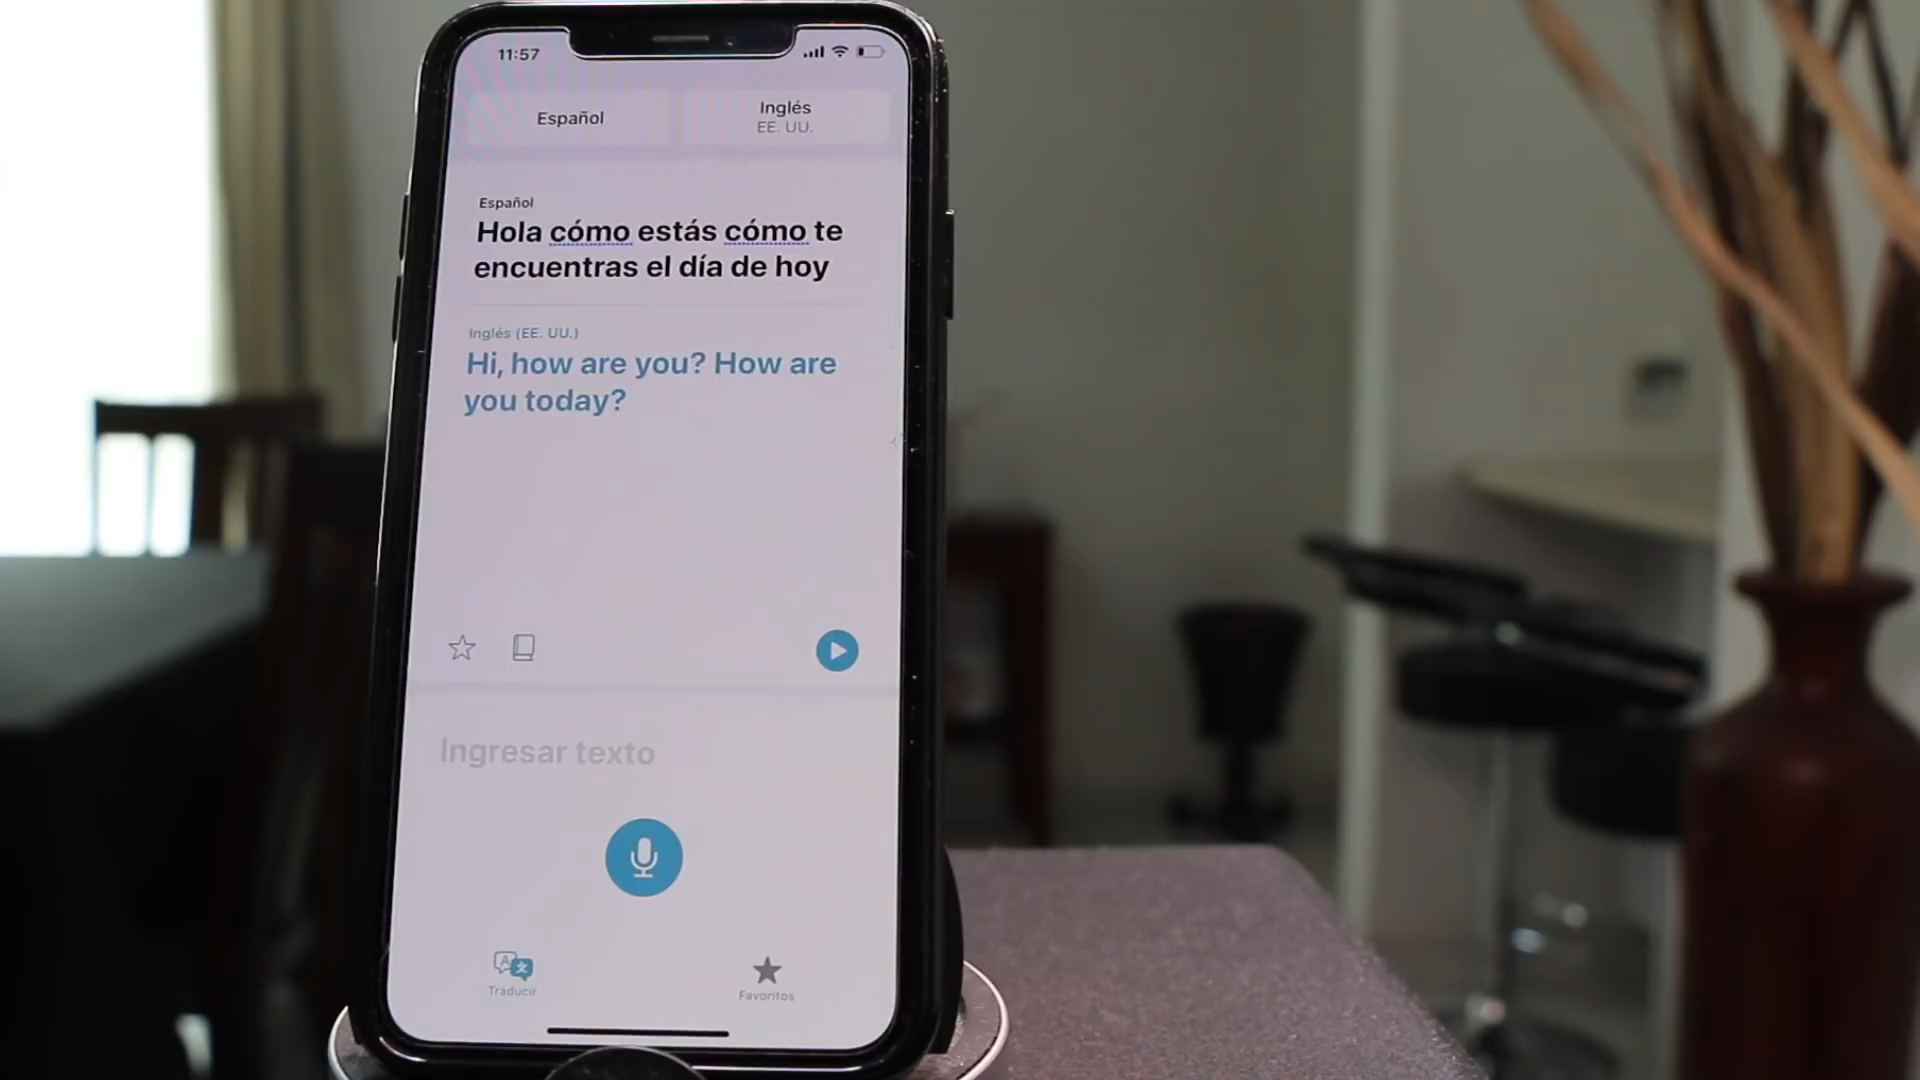 11:57
Español
Inglés
EE. UU.
Español
Hola cómo estás cómo te
encuentras el día de hoy
Inglés (EE. UU.)
Hi, how are you? How are
you today?
Ingresar texto
Traducir
Favoritos